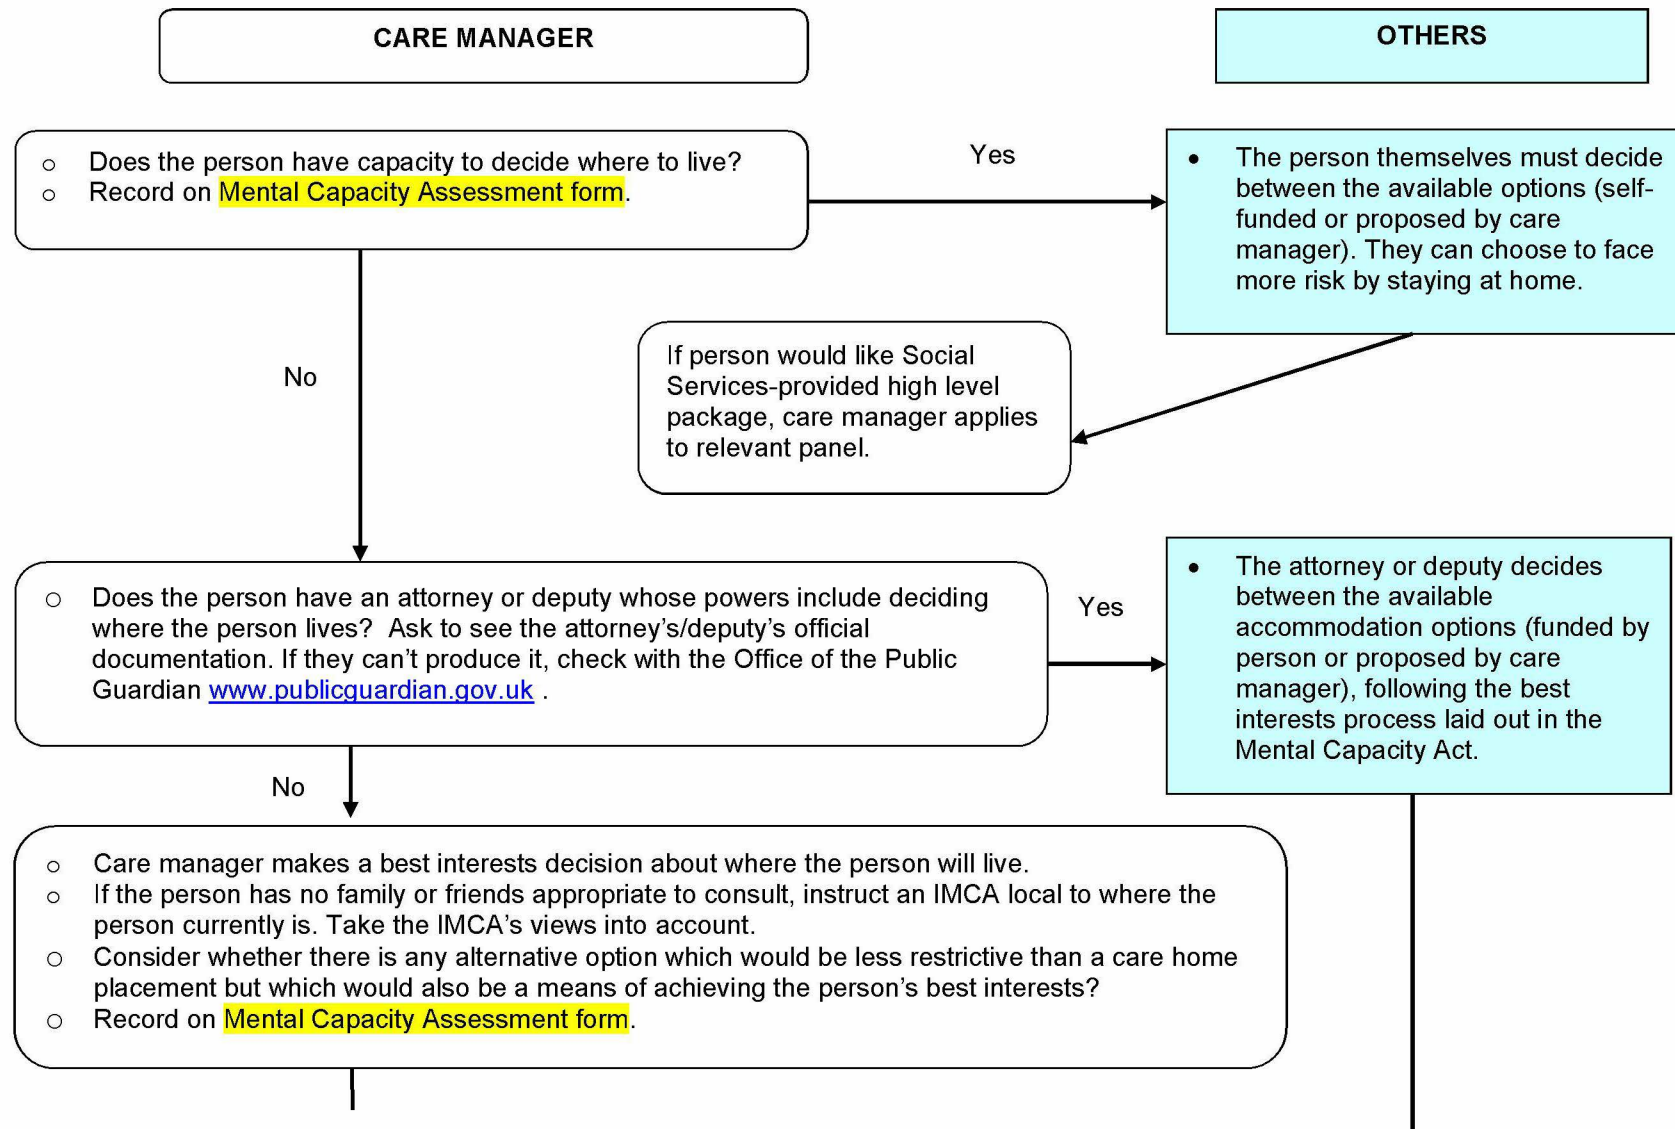 CARE MANAGER
OTHERS
○ Does the person have capacity to decide where to live?
○ Record on Mental Capacity Assessment form.
Yes
• The person themselves must decide
between the available options (self-
funded or proposed by care
manager). They can choose to face
more risk by staying at home.
No
If person would like Social
Services-provided high level
package, care manager applies
to relevant panel.
○ Does the person have an attorney or deputy whose powers include deciding
where the person lives?  Ask to see the attorney’s/deputy’s official
documentation. If they can’t produce it, check with the Office of the Public
Guardian www.publicguardian.gov.uk .
Yes
• The attorney or deputy decides
between the available
accommodation options (funded by
person or proposed by care
manager), following the best
interests process laid out in the
Mental Capacity Act.
No
○ Care manager makes a best interests decision about where the person will live.
○ If the person has no family or friends appropriate to consult, instruct an IMCA local to where the
person currently is. Take the IMCA’s views into account.
○ Consider whether there is any alternative option which would be less restrictive than a care home
placement but which would also be a means of achieving the person’s best interests?
○ Record on Mental Capacity Assessment form.